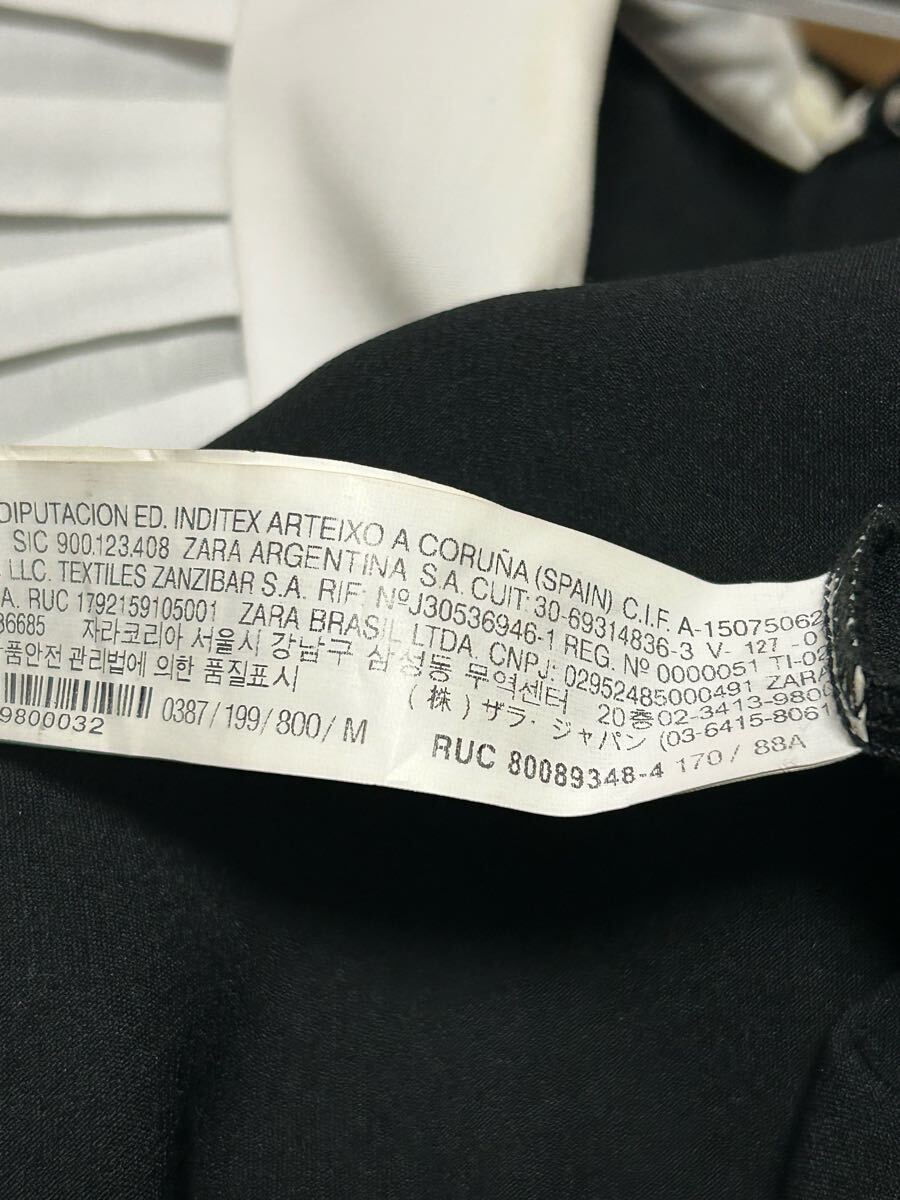 DIPUTACION ED. INDITEX ARTEIXO A CORUÑA (SPAIN) C.I.F. A-15075062
SIC 900.123.408 ZARA ARGENTINA S.A. CUIT: 30-69314836-3 V- 127 -0
LLC. TEXTILES ZANZIBAR S.A. RIF: NºJ30536946-1 REG. Nº 0000051 TI-02
A. RUC 1792159105001 ZARA BRASIL LTDA, CNPJ: 02952485000491 ZARA
36685 자라코리아 서울시 강남구 삼성동 무역센터 20층02-3413-9800
품안전 관리법에 의한 품질표시 (株)ザラ・ジャパン (03-6415-8061
9800032 0387/199/800/M RUC 80089348-4 170/ 88A